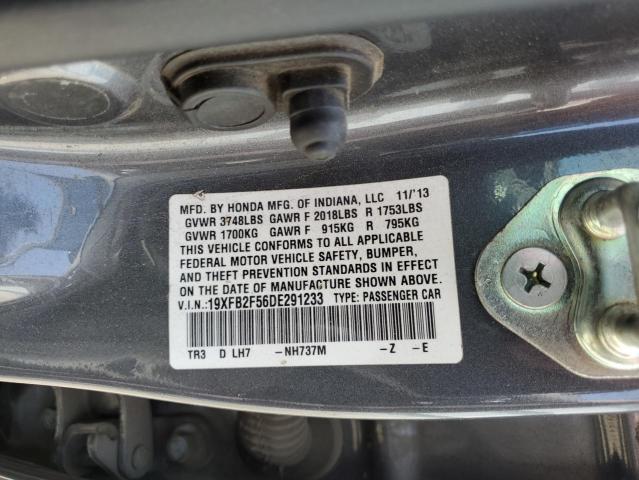 MFD. BY HONDA MFG. OF INDIANA, LLC 11/'13
GVWR 3748LBS GAWR F 2018LBS R 1753LBS
GVWR 1700KG GAWR F 915KG R 795KG
THIS VEHICLE CONFORMS TO ALL APPLICABLE
FEDERAL MOTOR VEHICLE SAFETY, BUMPER,
AND THEFT PREVENTION STANDARDS IN EFFECT
ON THE DATE OF MANUFACTURE SHOWN ABOVE.
V.I.N.:19XFB2F56DE291233 TYPE: PASSENGER CAR
TR3 D LH7 -NH737M -Z -E